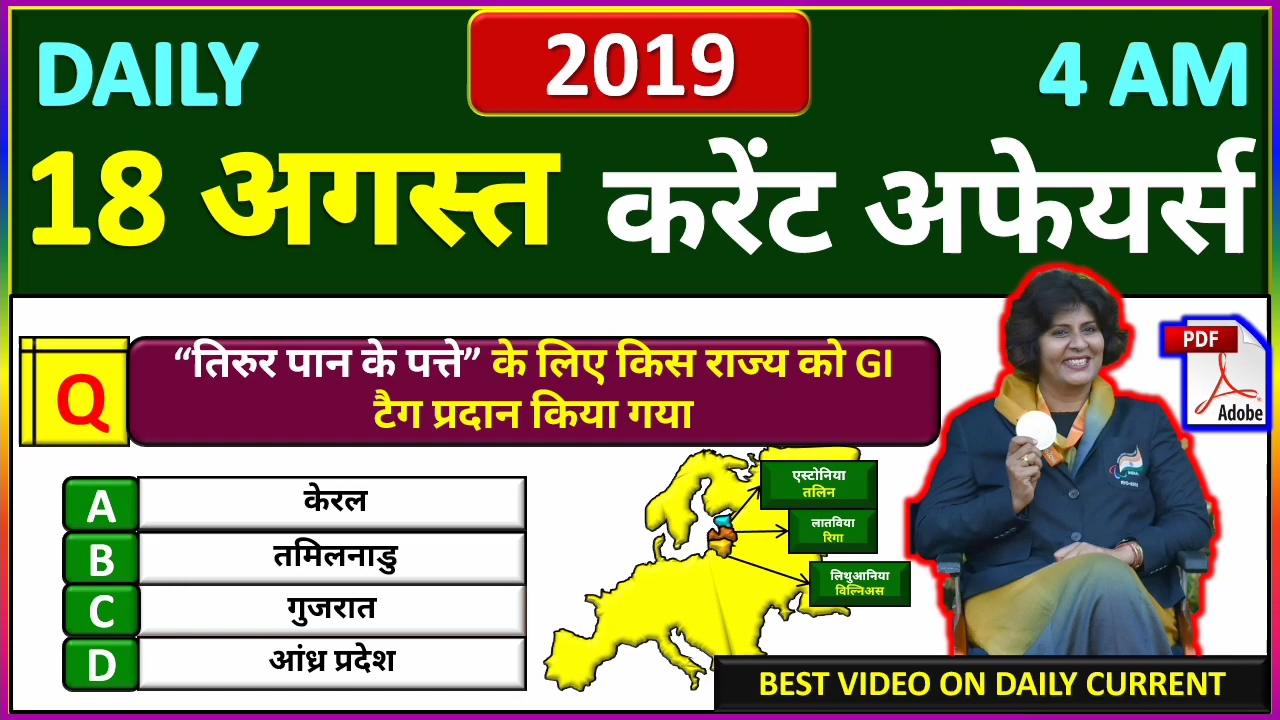 DAILY
2019
4 AM
18 अगस्त करेंट अफेयर्स
PDF
Adobe
Q
“तिरुर पान के पत्ते” के लिए किस राज्य को GI
टैग प्रदान किया गया
A केरल
B तमिलनाडु
C गुजरात
D आंध्र प्रदेश
एस्टोनिया
तलिन
लातविया
रिगा
लिथुआनिया
विल्निअस
INDIA
BEST VIDEO ON DAILY CURRENT